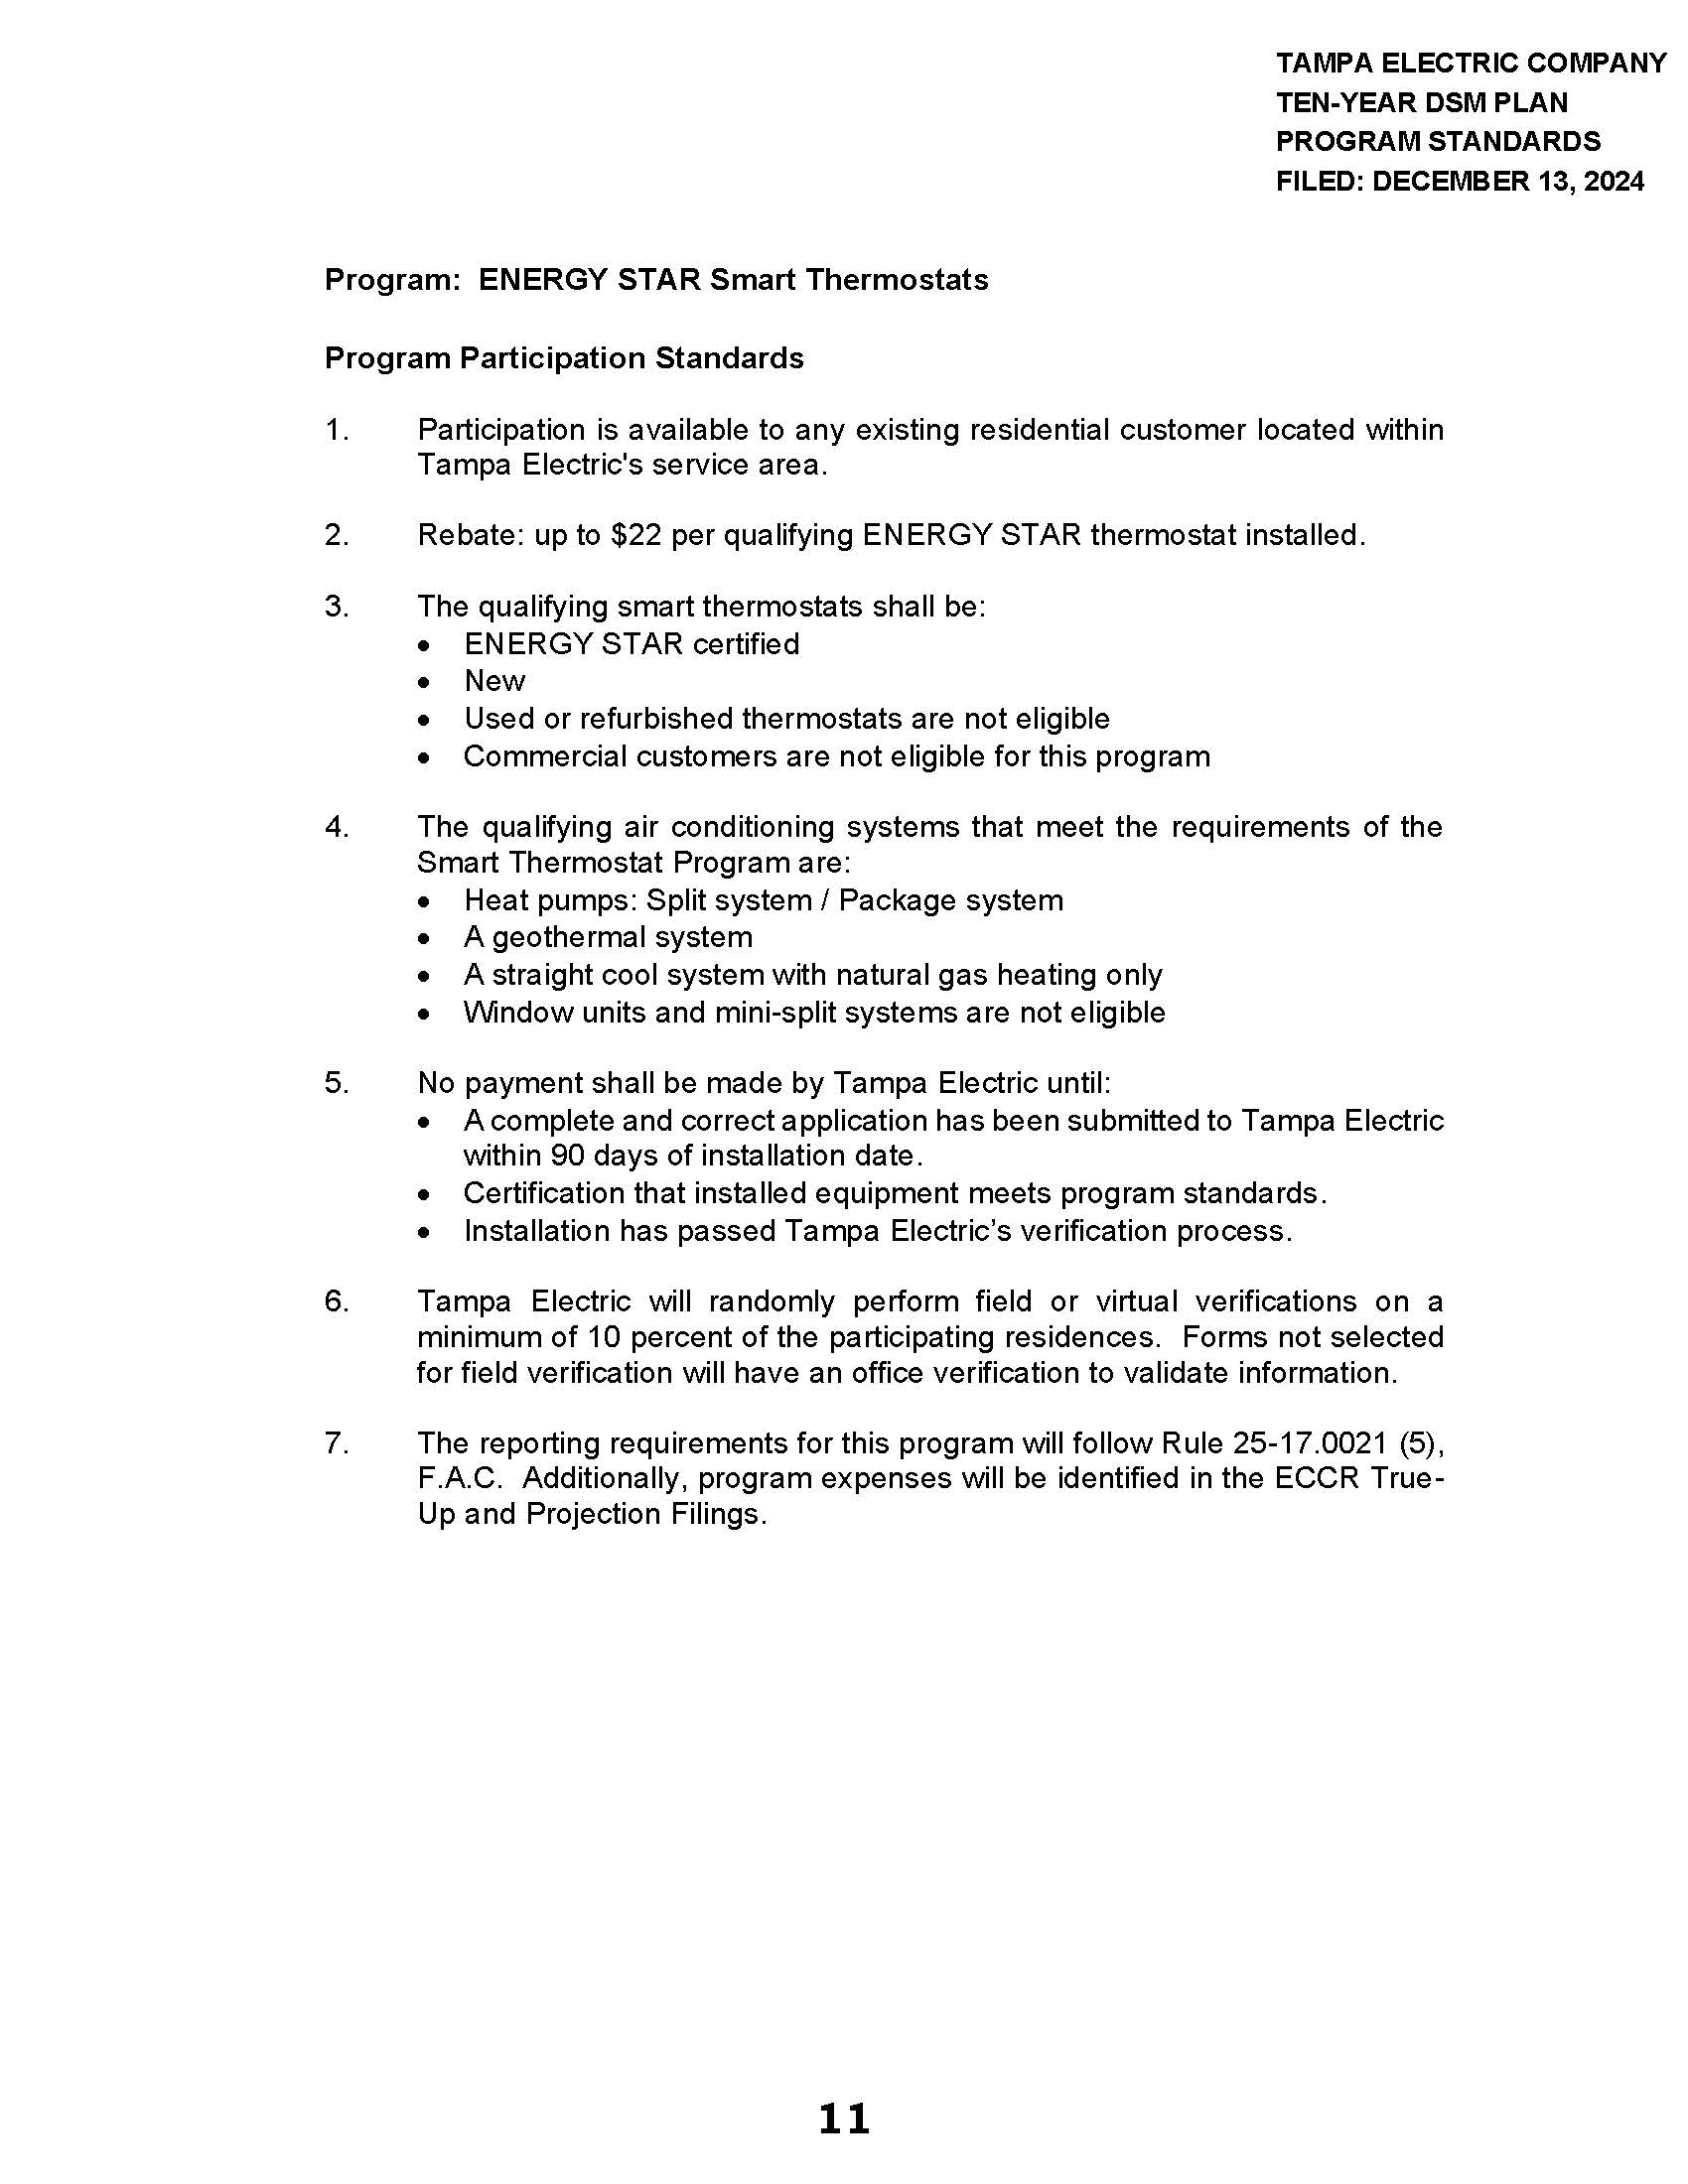 TAMPA ELECTRIC COMPANY
TEN-YEAR DSM PLAN
PROGRAM STANDARDS
FILED: DECEMBER 13, 2024
Program:  ENERGY STAR Smart Thermostats
Program Participation Standards
1. Participation is available to any existing residential customer located within
Tampa Electric's service area.
2. Rebate: up to $22 per qualifying ENERGY STAR thermostat installed.
3. The qualifying smart thermostats shall be:
• ENERGY STAR certified
• New
• Used or refurbished thermostats are not eligible
• Commercial customers are not eligible for this program
4. The qualifying air conditioning systems that meet the requirements of the
Smart Thermostat Program are:
• Heat pumps: Split system / Package system
• A geothermal system
• A straight cool system with natural gas heating only
• Window units and mini-split systems are not eligible
5. No payment shall be made by Tampa Electric until:
• A complete and correct application has been submitted to Tampa Electric
within 90 days of installation date.
• Certification that installed equipment meets program standards.
• Installation has passed Tampa Electric’s verification process.
6. Tampa Electric will randomly perform field or virtual verifications on a
minimum of 10 percent of the participating residences.  Forms not selected
for field verification will have an office verification to validate information.
7. The reporting requirements for this program will follow Rule 25-17.0021 (5),
F.A.C.  Additionally, program expenses will be identified in the ECCR True-
Up and Projection Filings.
11